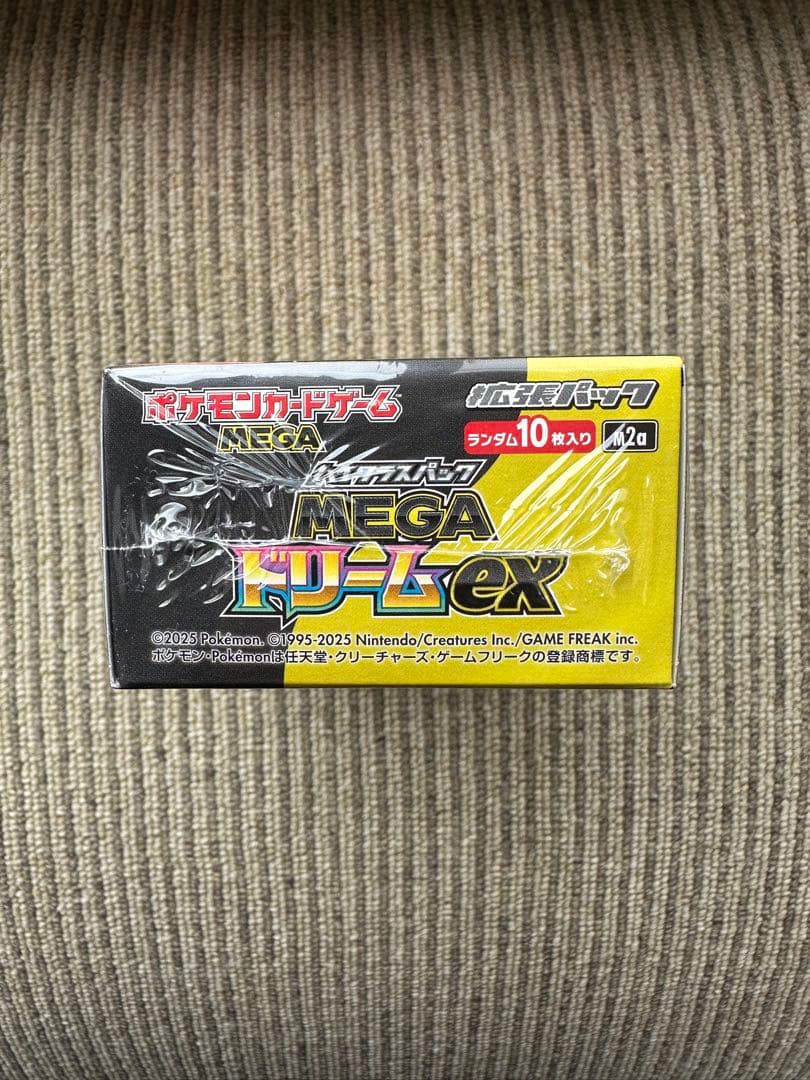 ポケモンカードゲーム
MEGA
拡張パック
ランダム10枚入り
M2a
ハイクラスパック
MEGA
ドリームex
©2025 Pokémon. ©1995-2025 Nintendo/Creatures Inc./GAME FREAK inc.
ポケモン・Pokémonは任天堂・クリーチャーズ・ゲームフリークの登録商標です。